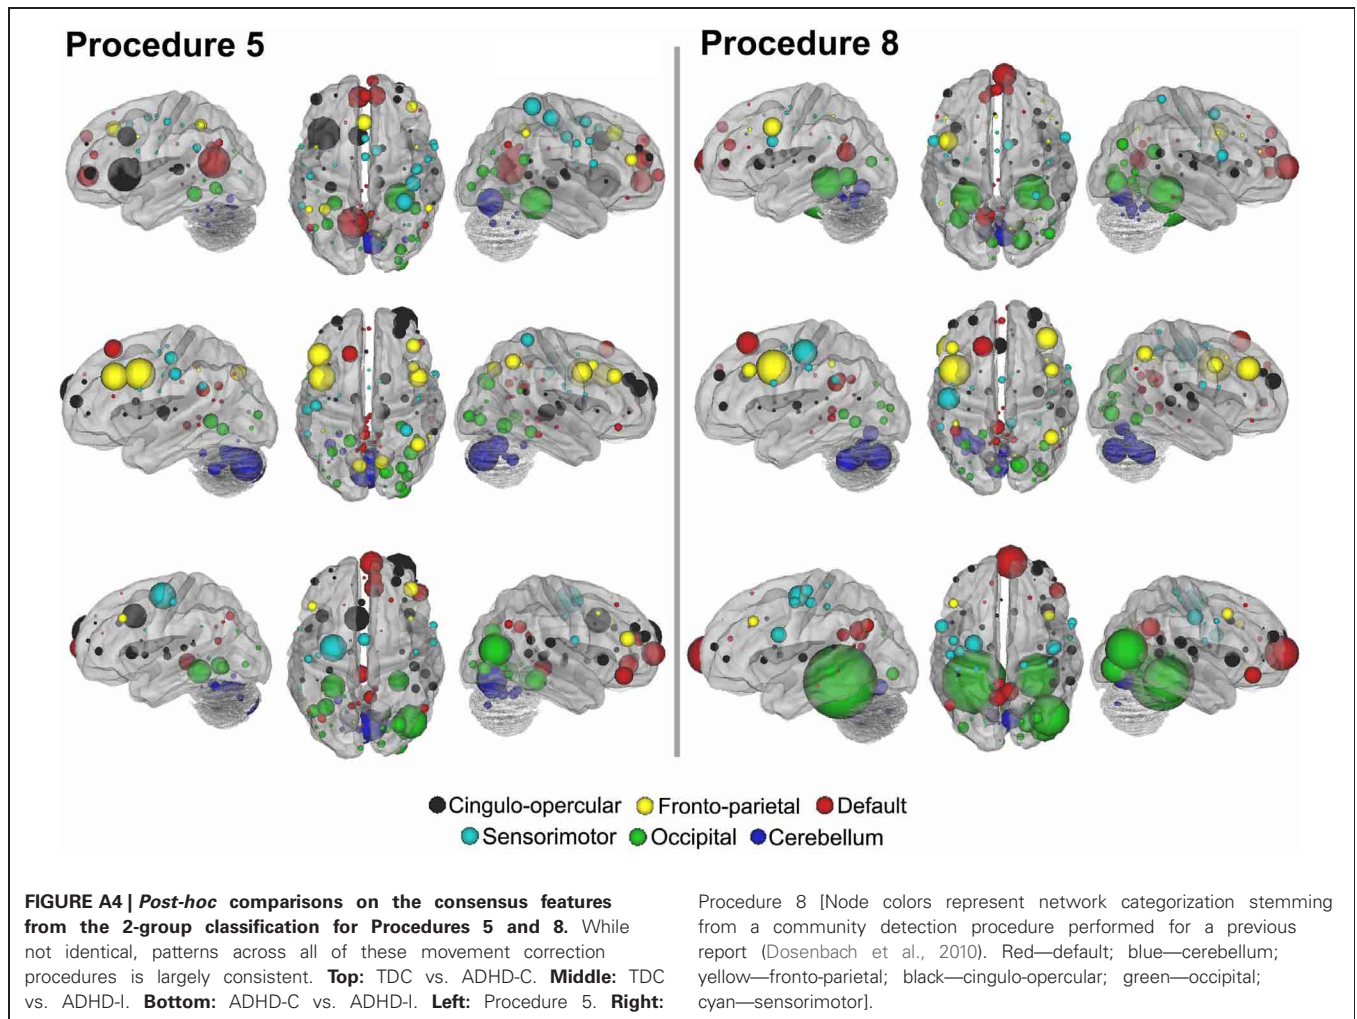 Procedure 5
Procedure 8
Cingulo-opercular Fronto-parietal Default
Sensorimotor Occipital Cerebellum
FIGURE A4 | Post-hoc comparisons on the consensus features
from the 2-group classification for Procedures 5 and 8. While
not identical, patterns across all of these movement correction
procedures is largely consistent. Top: TDC vs. ADHD-C. Middle: TDC
vs. ADHD-I. Bottom: ADHD-C vs. ADHD-I. Left: Procedure 5. Right:
Procedure 8 [Node colors represent network categorization stemming
from a community detection procedure performed for a previous
report (Dosenbach et al., 2010). Red—default; blue—cerebellum;
yellow—fronto-parietal; black—cingulo-opercular; green—occipital;
cyan—sensorimotor].